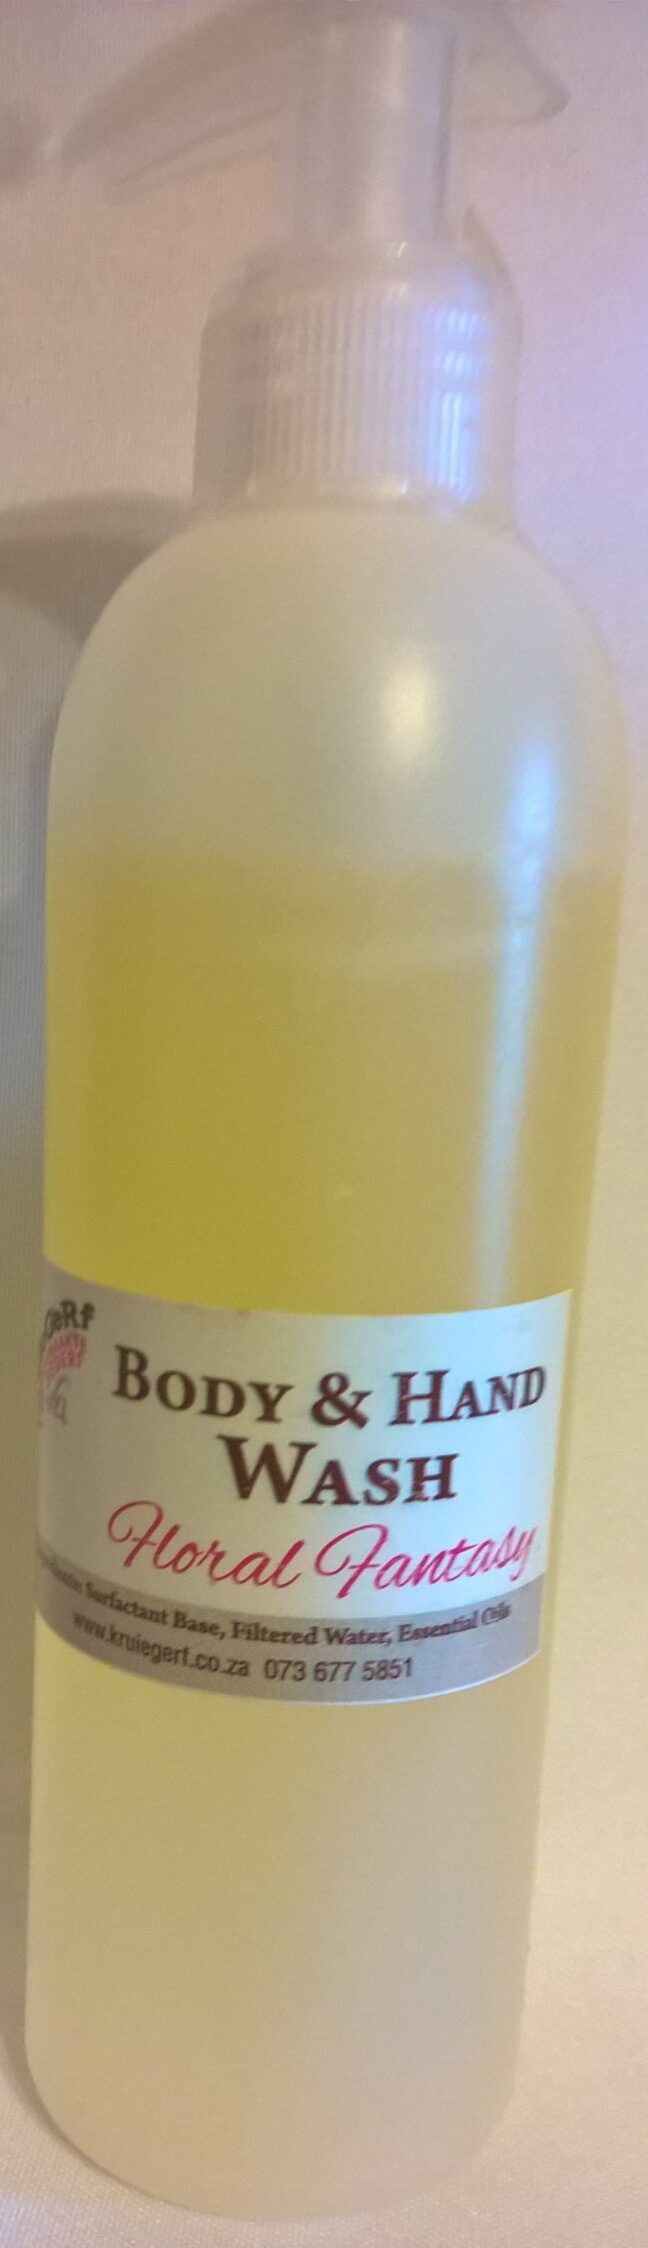 BODY & HAND
WASH
Floral Fantasy
Surfactant Base, Filtered Water, Essential Oils
www.kruiegerf.co.za 073 677 5851